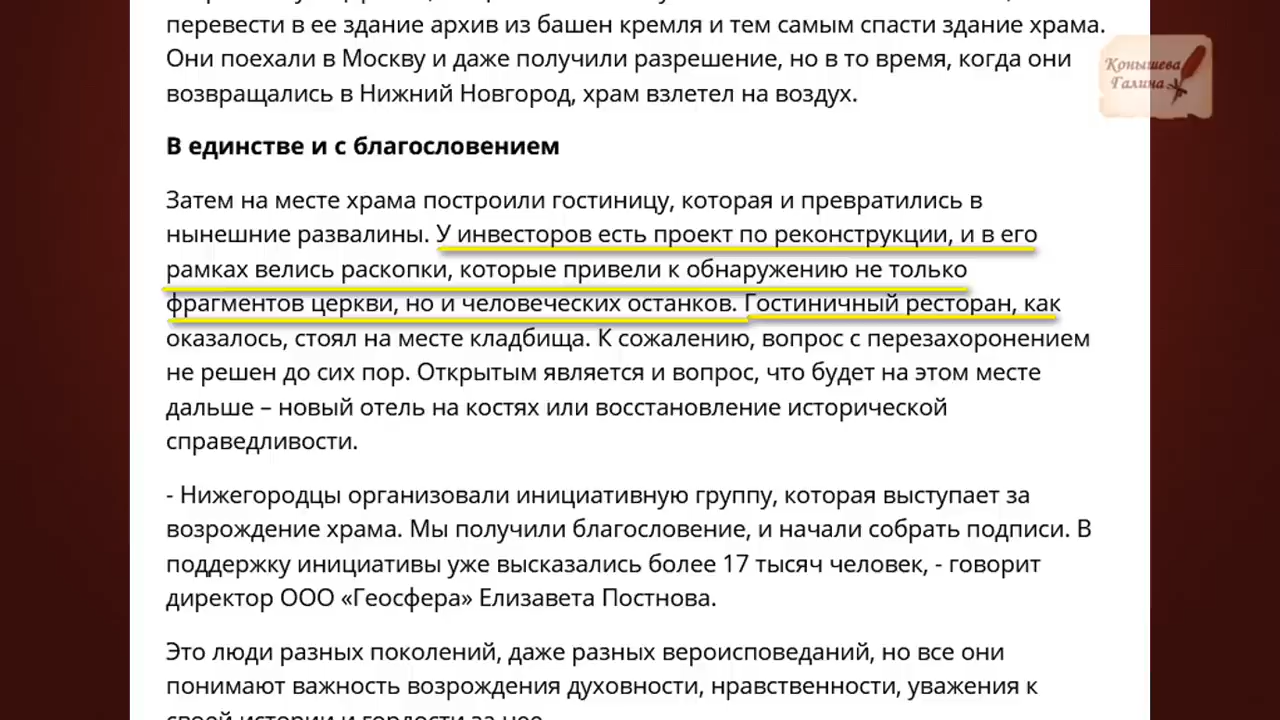 перевести в ее здание архив из башен кремля и тем самым спасти здание храма.
Они поехали в Москву и даже получили разрешение, но в то время, когда они
возвращались в Нижний Новгород, храм взлетел на воздух.
Конышева
Галина
В единстве и с благословением
Затем на месте храма построили гостиницу, которая и превратились в
нынешние развалины. У инвесторов есть проект по реконструкции, и в его
рамках велись раскопки, которые привели к обнаружению не только
фрагментов церкви, но и человеческих останков. Гостиничный ресторан, как
оказалось, стоял на месте кладбища. К сожалению, вопрос с перезахоронением
не решен до сих пор. Открытым является и вопрос, что будет на этом месте
дальше – новый отель на костях или восстановление исторической
справедливости.
- Нижегородцы организовали инициативную группу, которая выступает за
возрождение храма. Мы получили благословение, и начали собрать подписи. В
поддержку инициативы уже высказались более 17 тысяч человек, - говорит
директор ООО «Геосфера» Елизавета Постнова.
Это люди разных поколений, даже разных вероисповеданий, но все они
понимают важность возрождения духовности, нравственности, уважения к
своей истории и гордости за нее